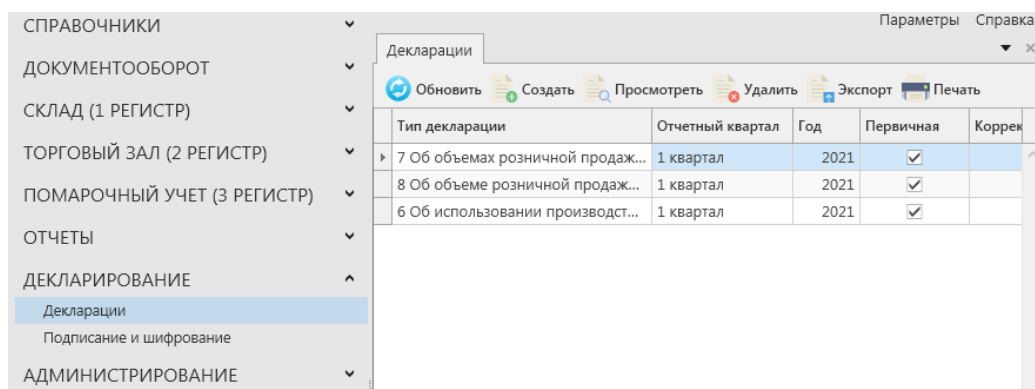 СПРАВОЧНИКИ
ДОКУМЕНТООБОРОТ
СКЛАД (1 РЕГИСТР)
ТОРГОВЫЙ ЗАЛ (2 РЕГИСТР)
ПОМАРОЧНЫЙ УЧЕТ (3 РЕГИСТР)
ОТЧЕТЫ
ДЕКЛАРИРОВАНИЕ
Декларации
Подписание и шифрование
АДМИНИСТРИРОВАНИЕ
Параметры Справка
Декларации
Обновить Создать Просмотреть Удалить Экспорт Печать
Тип декларации Отчетный квартал Год Первичная Коррек
7 Об объемах розничной продаж... 1 квартал 2021
8 Об объеме розничной продаж... 1 квартал 2021
6 Об использовании производст... 1 квартал 2021